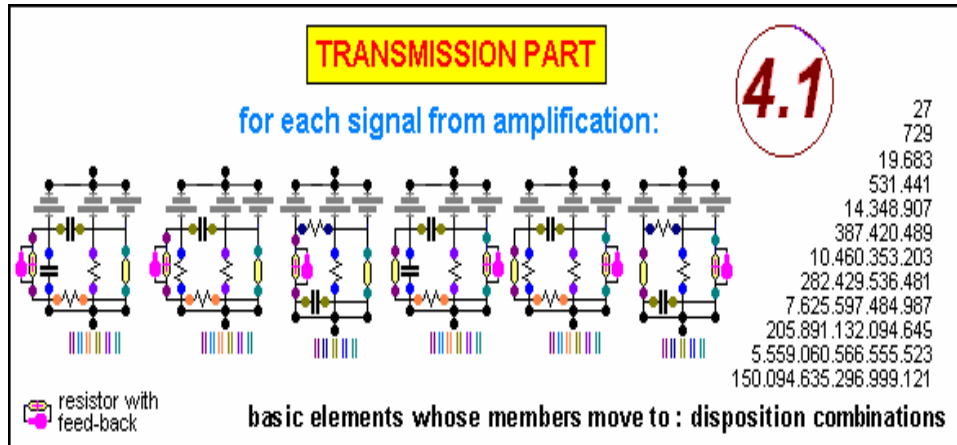 TRANSMISSION PART
4.1
for each signal from amplification:
27
729
19.683
531.441
14.348.907
387.420.489
10.460.353.203
282.429.536.481
7.625.597.484.987
205.891.132.094.645
5.559.060.566.555.523
150.094.635.296.999.121
resistor with
feed-back
basic elements whose members move to : disposition combinations